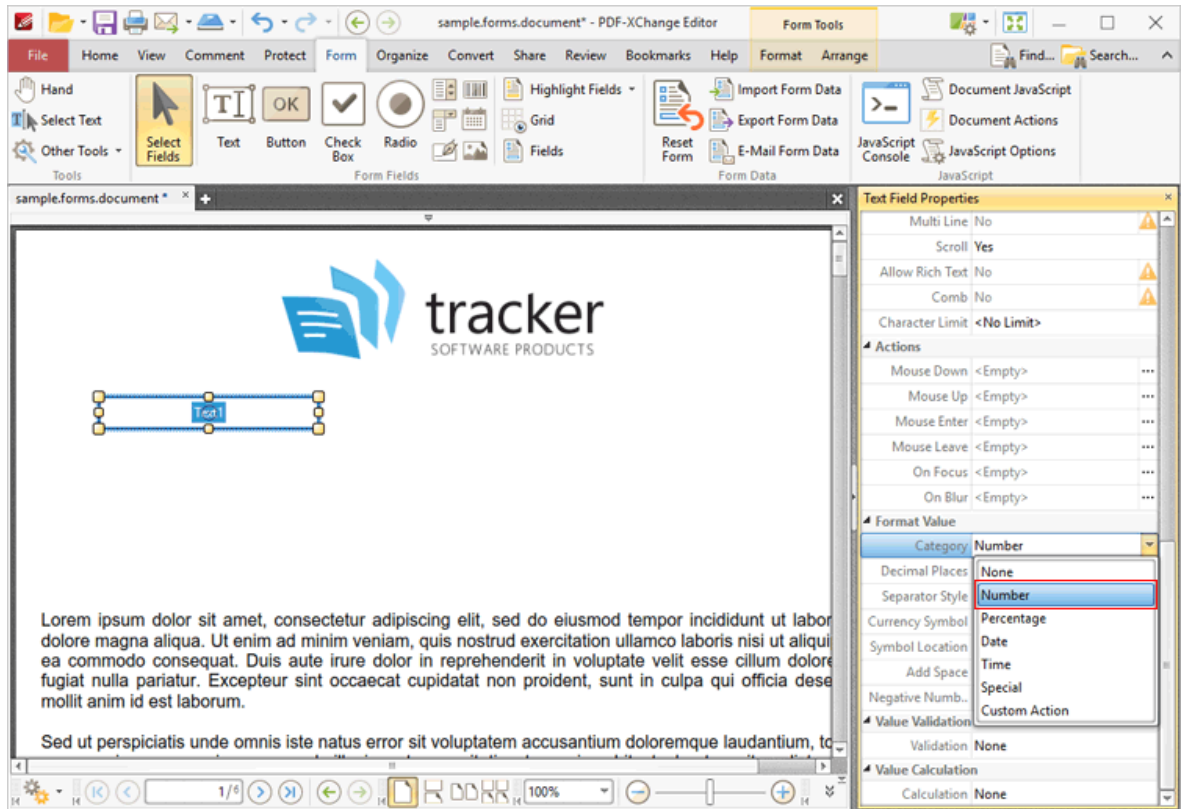 sample.forms.document* - PDF-XChange Editor
Form Tools
File Home View Comment Protect Form Organize Convert Share Review Bookmarks Help Format Arrange Find... Search...
Hand
Select Text
Other Tools
Tools
Select Fields
Text
Button
OK
Check Box
Radio
Form Fields
Highlight Fields
Grid
Fields
Reset Form
Import Form Data
Export Form Data
E-Mail Form Data
Form Data
JavaScript Console
Document JavaScript
Document Actions
JavaScript Options
JavaScript
sample.forms.document *
tracker
SOFTWARE PRODUCTS
Text1
Lorem ipsum dolor sit amet, consectetur adipiscing elit, sed do eiusmod tempor incididunt ut labor
dolore magna aliqua. Ut enim ad minim veniam, quis nostrud exercitation ullamco laboris nisi ut aliqui
ea commodo consequat. Duis aute irure dolor in reprehenderit in voluptate velit esse cillum dolore
fugiat nulla pariatur. Excepteur sint occaecat cupidatat non proident, sunt in culpa qui officia dese
mollit anim id est laborum.
Sed ut perspiciatis unde omnis iste natus error sit voluptatem accusantium doloremque laudantium, to
1/6
100%
Text Field Properties
Multi Line No
Scroll Yes
Allow Rich Text No
Comb No
Character Limit <No Limit>
Actions
Mouse Down <Empty>
Mouse Up <Empty>
Mouse Enter <Empty>
Mouse Leave <Empty>
On Focus <Empty>
On Blur <Empty>
Format Value
Category Number
Decimal Places
Separator Style
Currency Symbol
Symbol Location
Add Space
Negative Numb..
None
Number
Percentage
Date
Time
Special
Custom Action
Value Validation
Validation None
Value Calculation
Calculation None